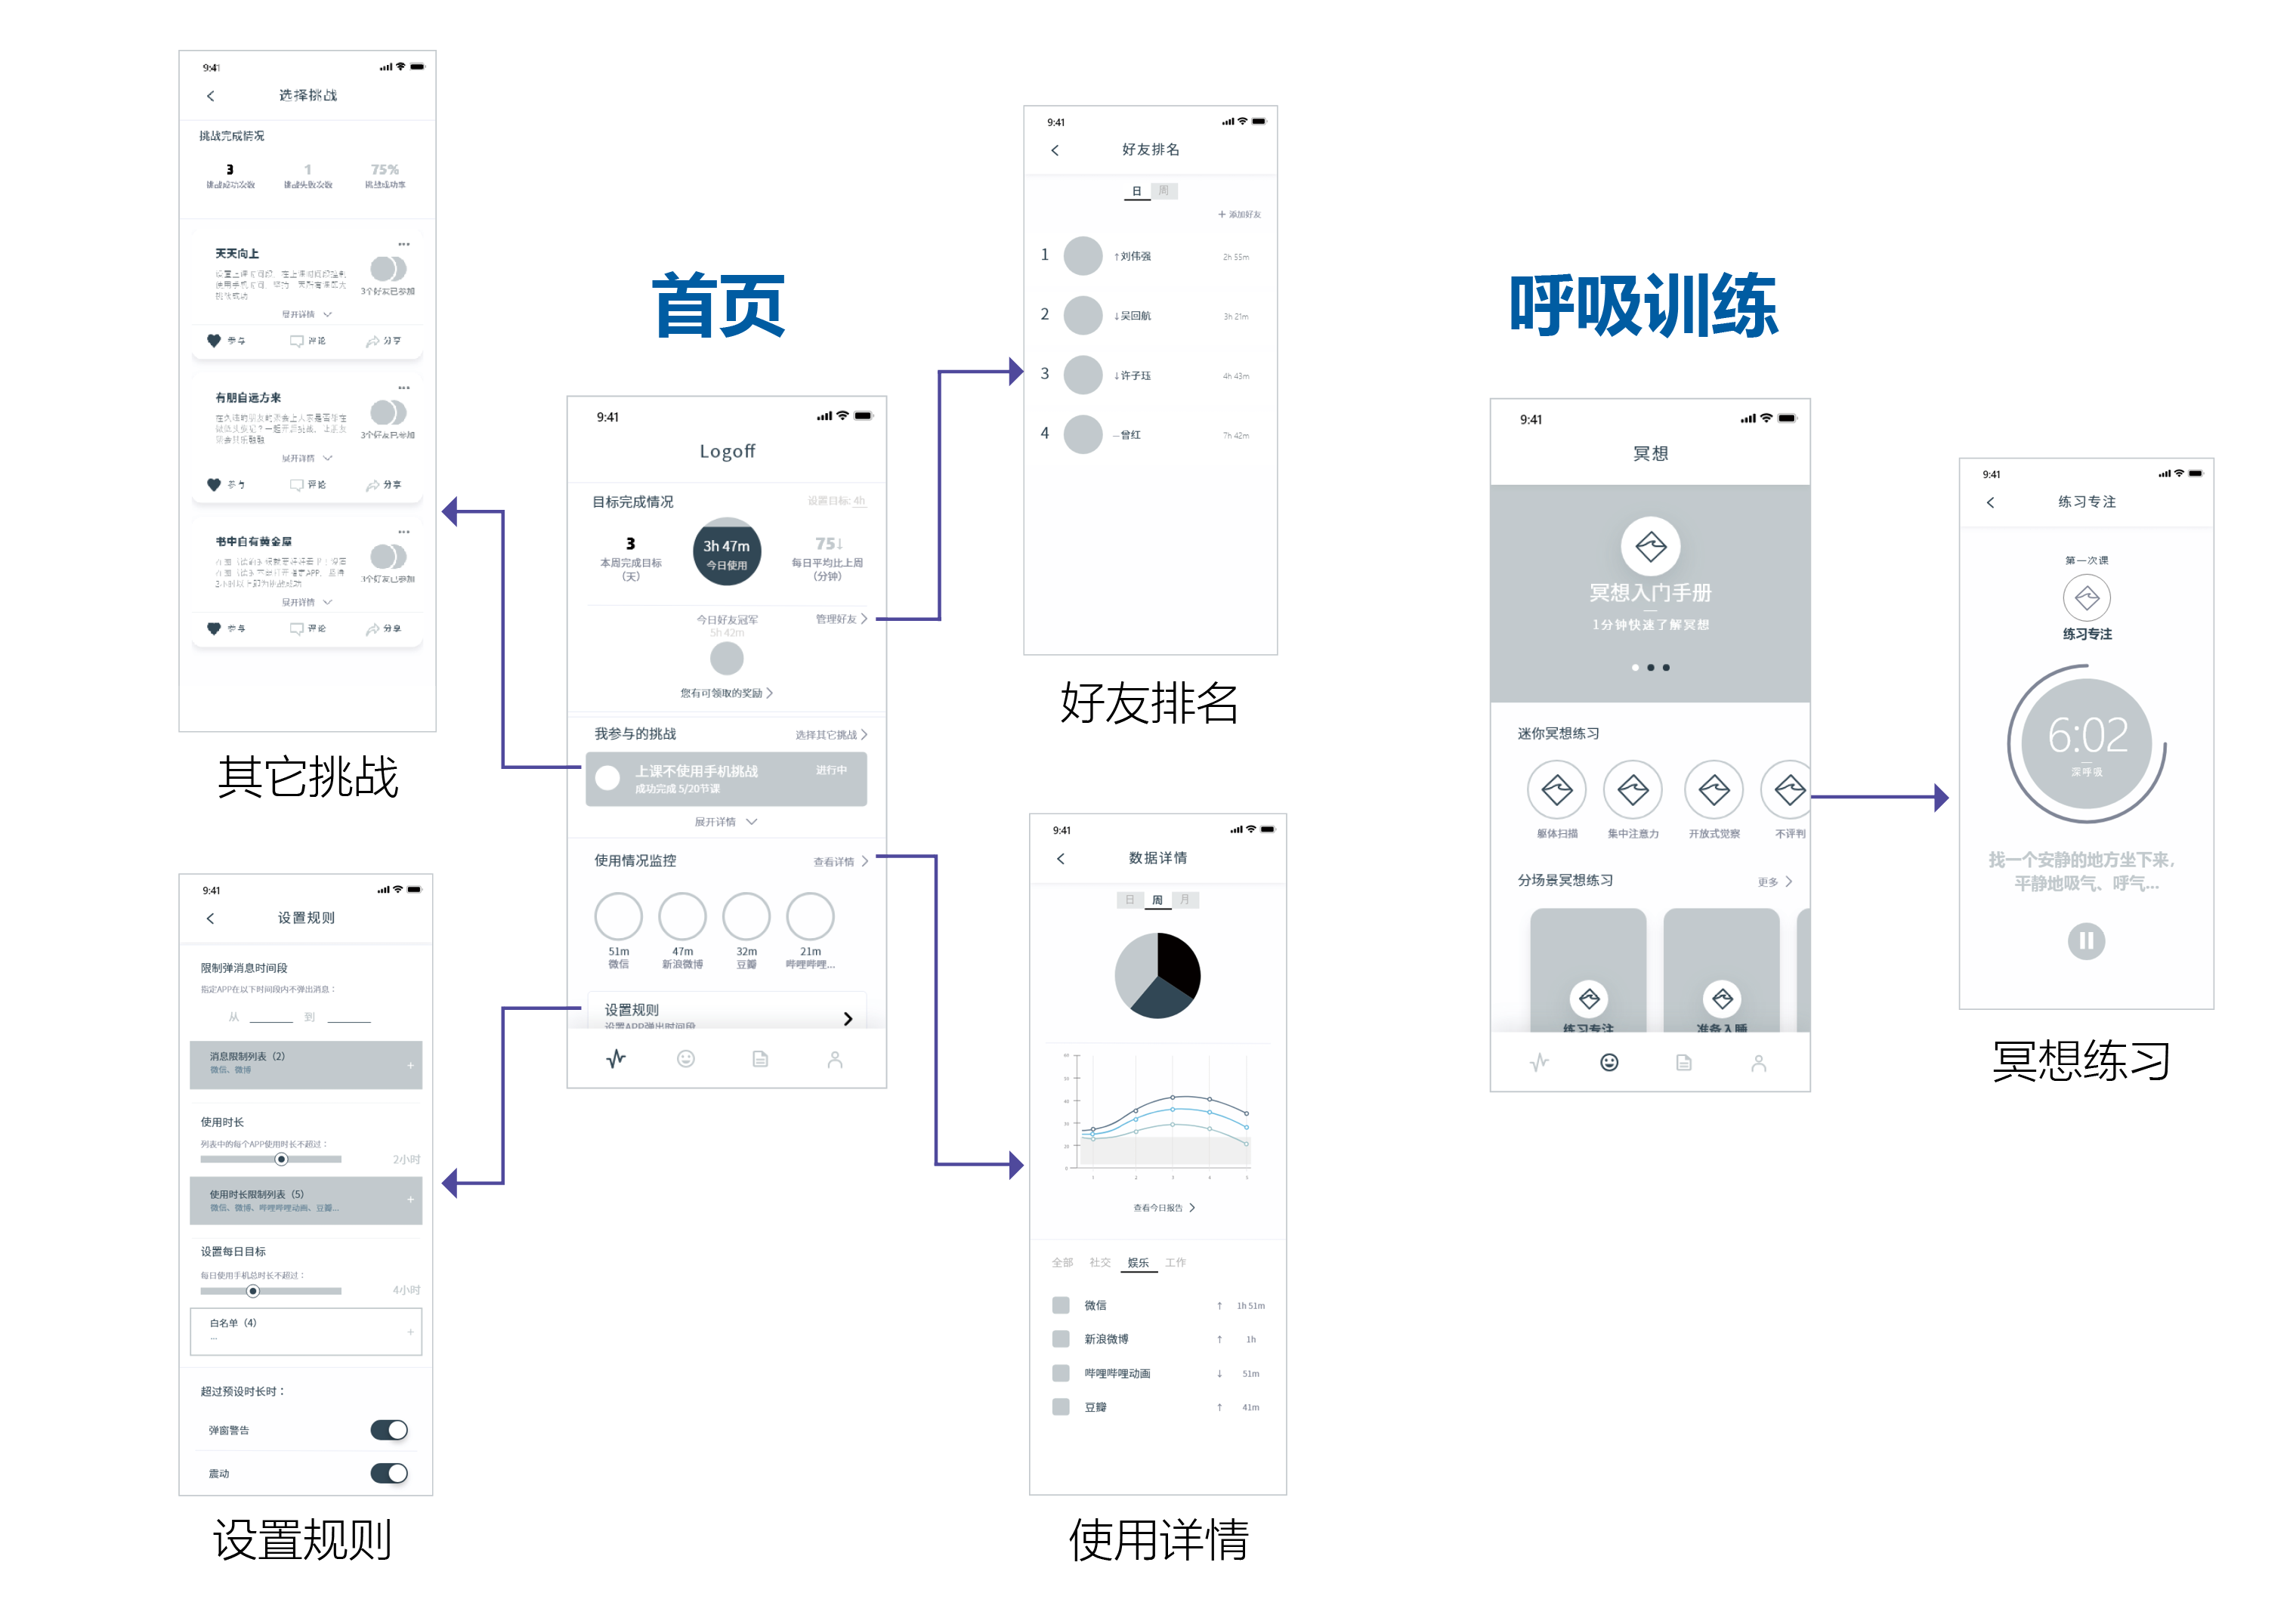 首页
呼吸训练
9:41
选择挑战
挑战完成情况
3
1
75%
挑战成功次数
挑战失败次数
挑战成功率
天天向上
3个好友已参加
展开详情
参与
评论
分享
有朋自远方来
3个好友已参加
展开详情
参与
评论
分享
书中自有黄金屋
3个好友已参加
展开详情
参与
评论
分享
其它挑战
9:41
设置规则
限制弹消息时间段
指定APP在以下时间段内不弹出消息：
从
到
消息限制列表（2）
微信、微博
+
使用时长
列表中的每个APP使用时长不超过：
2小时
使用时长限制列表（5）
微信、微博、哔哩哔哩动画、豆瓣...
+
设置每日目标
每日使用手机总时长不超过：
4小时
白名单（4）
...
+
超过预设时长时：
弹窗警告
震动
设置规则
9:41
Logoff
目标完成情况
设置目标: 4h
3
本周完成目标
（天）
3h 47m
今日使用
75↓
每日平均比上周
（分钟）
今日好友冠军
5h 42m
管理好友
您有可领取的奖励
我参与的挑战
选择其它挑战
上课不使用手机挑战
进行中
成功完成 5/20节课
展开详情
使用情况监控
查看详情
51m
47m
32m
21m
微信
新浪微博
豆瓣
哔哩哔哩...
设置规则
设置APP弹出时间段
9:41
好友排名
日
周
+ 添加好友
1
↑刘伟强
2h 55m
2
↓吴回航
3h 21m
3
↓许子珏
4h 43m
4
—曾红
7h 42m
好友排名
9:41
数据详情
日
周
月
1
2
3
4
5
查看今日报告
全部
社交
娱乐
工作
微信
↑
1h 51m
新浪微博
↑
1h
哔哩哔哩动画
↓
51m
豆瓣
↑
41m
使用详情
9:41
冥想
冥想入门手册
1分钟快速了解冥想
迷你冥想练习
躯体扫描
集中注意力
开放式觉察
不评判
分场景冥想练习
更多
练习专注
准备入睡
9:41
练习专注
第一次课
练习专注
6:02
深呼吸
找一个安静的地方坐下来,
平静地吸气、呼气...
冥想练习